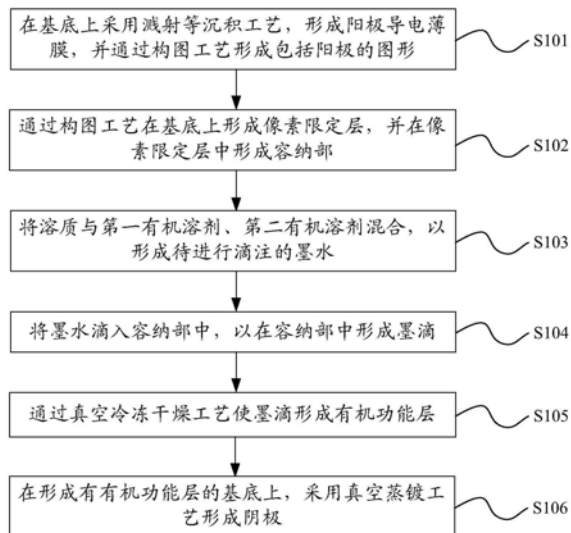 在基底上采用溅射等沉积工艺，形成阳极导电薄
膜，并通过构图工艺形成包括阳极的图形
S101
通过构图工艺在基底上形成像素限定层，并在像
素限定层中形成容纳部
S102
将溶质与第一有机溶剂、第二有机溶剂混合，以
形成待进行滴注的墨水
S103
将墨水滴入容纳部中，以在容纳部中形成墨滴
S104
通过真空冷冻干燥工艺使墨滴形成有机功能层
S105
在形成有有机功能层的基底上，采用真空蒸镀工
艺形成阴极
S106